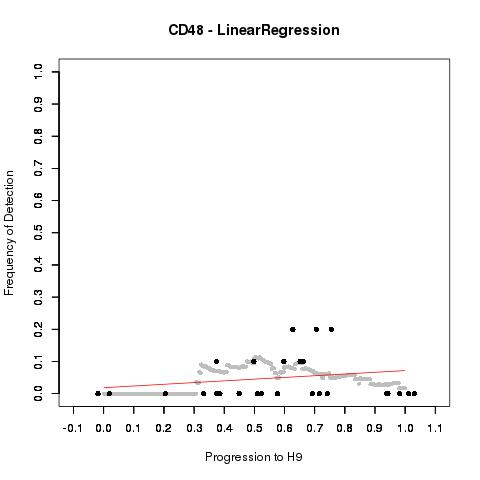 CD48 - LinearRegression
Frequency of Detection
1.0
0.9
0.8
0.7
0.6
0.5
0.4
0.3
0.2
0.1
0.0
-0.1 0.0 0.1 0.2 0.3 0.4 0.5 0.6 0.7 0.8 0.9 1.0 1.1
Progression to H9